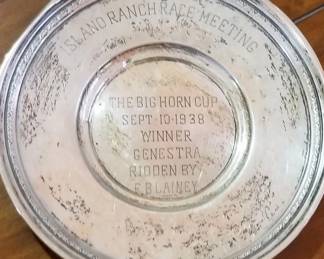 ISLAND RANCH RACE MEETING
THE BIG HORN CUP
SEPT·10·1938
WINNER
GENESTRA
RIDDEN BY
F.B.LAINEY